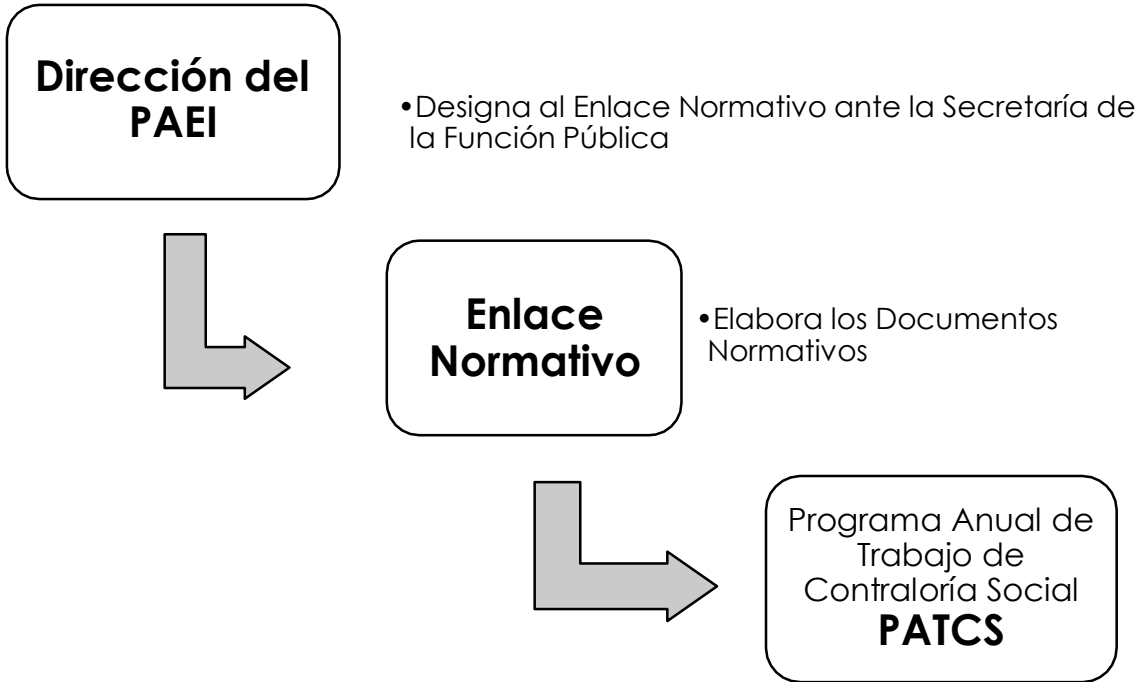 Dirección del
PAEI
•Designa al Enlace Normativo ante la Secretaría de
la Función Pública
Enlace
Normativo
•Elabora los Documentos
Normativos
Programa Anual de
Trabajo de
Contraloría Social
PATCS